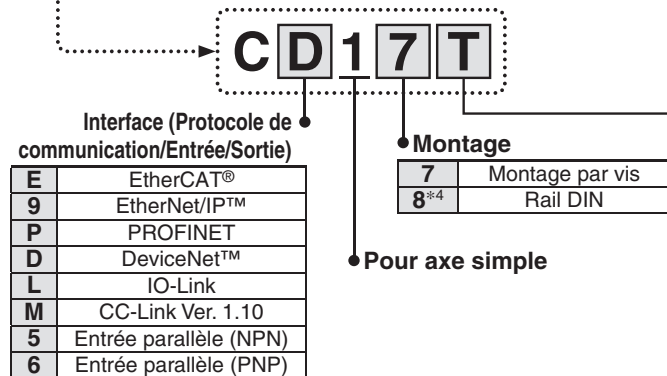 CD17T
Interface (Protocole de
communication/Entrée/Sortie)
E EtherCAT®
9 EtherNet/IP™
P PROFINET
D DeviceNet™
L IO-Link
M CC-Link Ver. 1.10
5 Entrée parallèle (NPN)
6 Entrée parallèle (PNP)
Montage
7 Montage par vis
8*4 Rail DIN
Pour axe simple